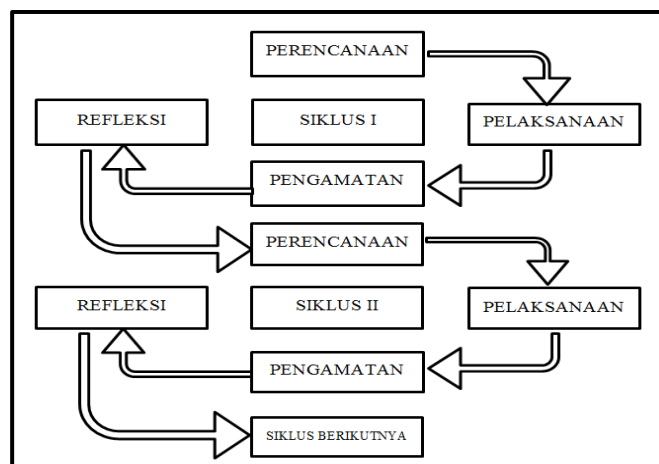 PERENCANAAN
REFLEKSI
SIKLUS I
PELAKSANAAN
PENGAMATAN
PERENCANAAN
REFLEKSI
SIKLUS II
PELAKSANAAN
PENGAMATAN
SIKLUS BERIKUTNYA